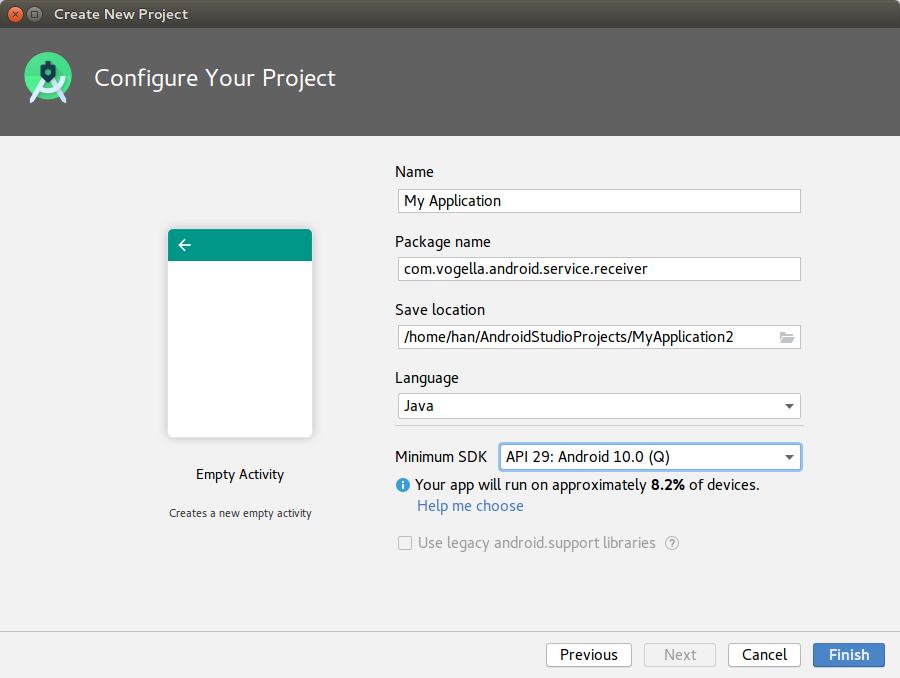 Create New Project
Configure Your Project
Name
My Application
Package name
com.vogella.android.service.receiver
Save location
/home/han/AndroidStudioProjects/MyApplication2
Language
Java
Minimum SDK API 29: Android 10.0 (Q)
Your app will run on approximately 8.2% of devices.
Help me choose
Use legacy android.support libraries ?
Empty Activity
Creates a new empty activity
Previous Next Cancel Finish